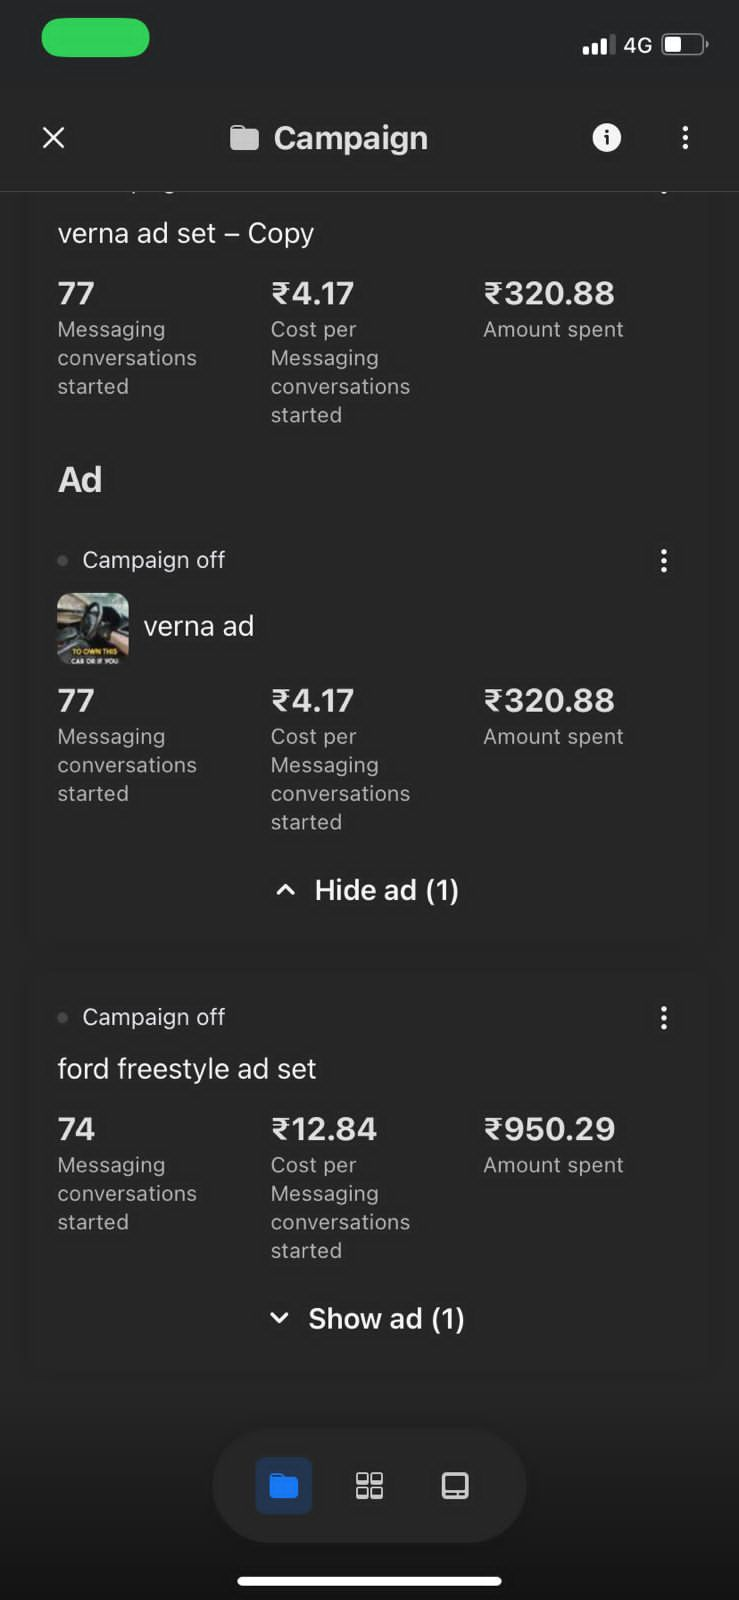 4G
Campaign
verna ad set – Copy
77 ₹4.17 ₹320.88
Messaging Cost per Amount spent
conversations Messaging
started conversations
started
Ad
Campaign off
TO OWN THIS
CAR OR IF YOU
verna ad
77 ₹4.17 ₹320.88
Messaging Cost per Amount spent
conversations Messaging
started conversations
started
Hide ad (1)
Campaign off
ford freestyle ad set
74 ₹12.84 ₹950.29
Messaging Cost per Amount spent
conversations Messaging
started conversations
started
Show ad (1)